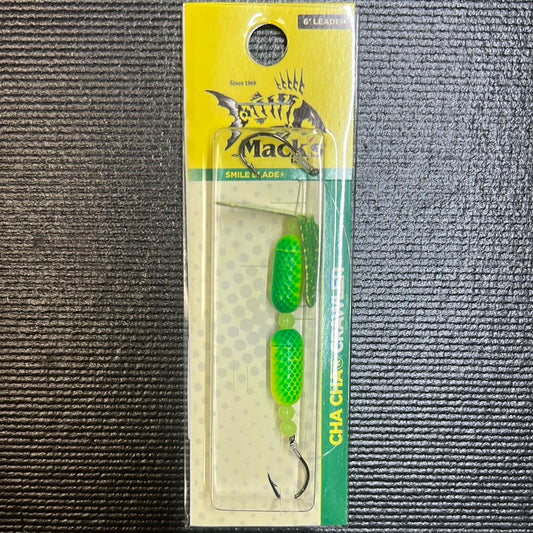 6' LEADER
Since 1969
Mack's
SMILE BLADE®
CHA CHA® CRAWLER